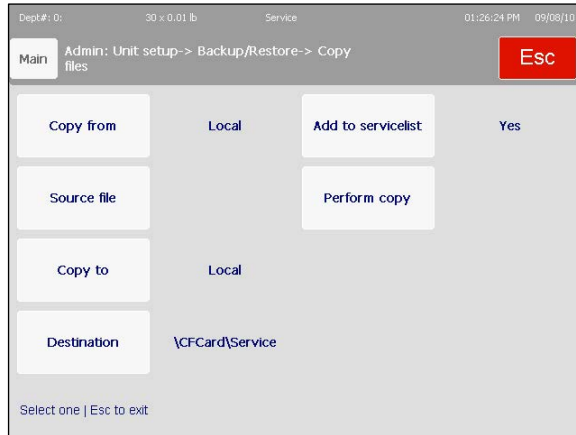 Dept#: 0: 30 x 0.01 lb Service 01:26:24 PM 09/08/10
Main
Admin: Unit setup-> Backup/Restore-> Copy
files
Esc
Copy from Local Add to servicelist Yes
Source file Perform copy
Copy to Local
Destination \CFCard\Service
Select one | Esc to exit